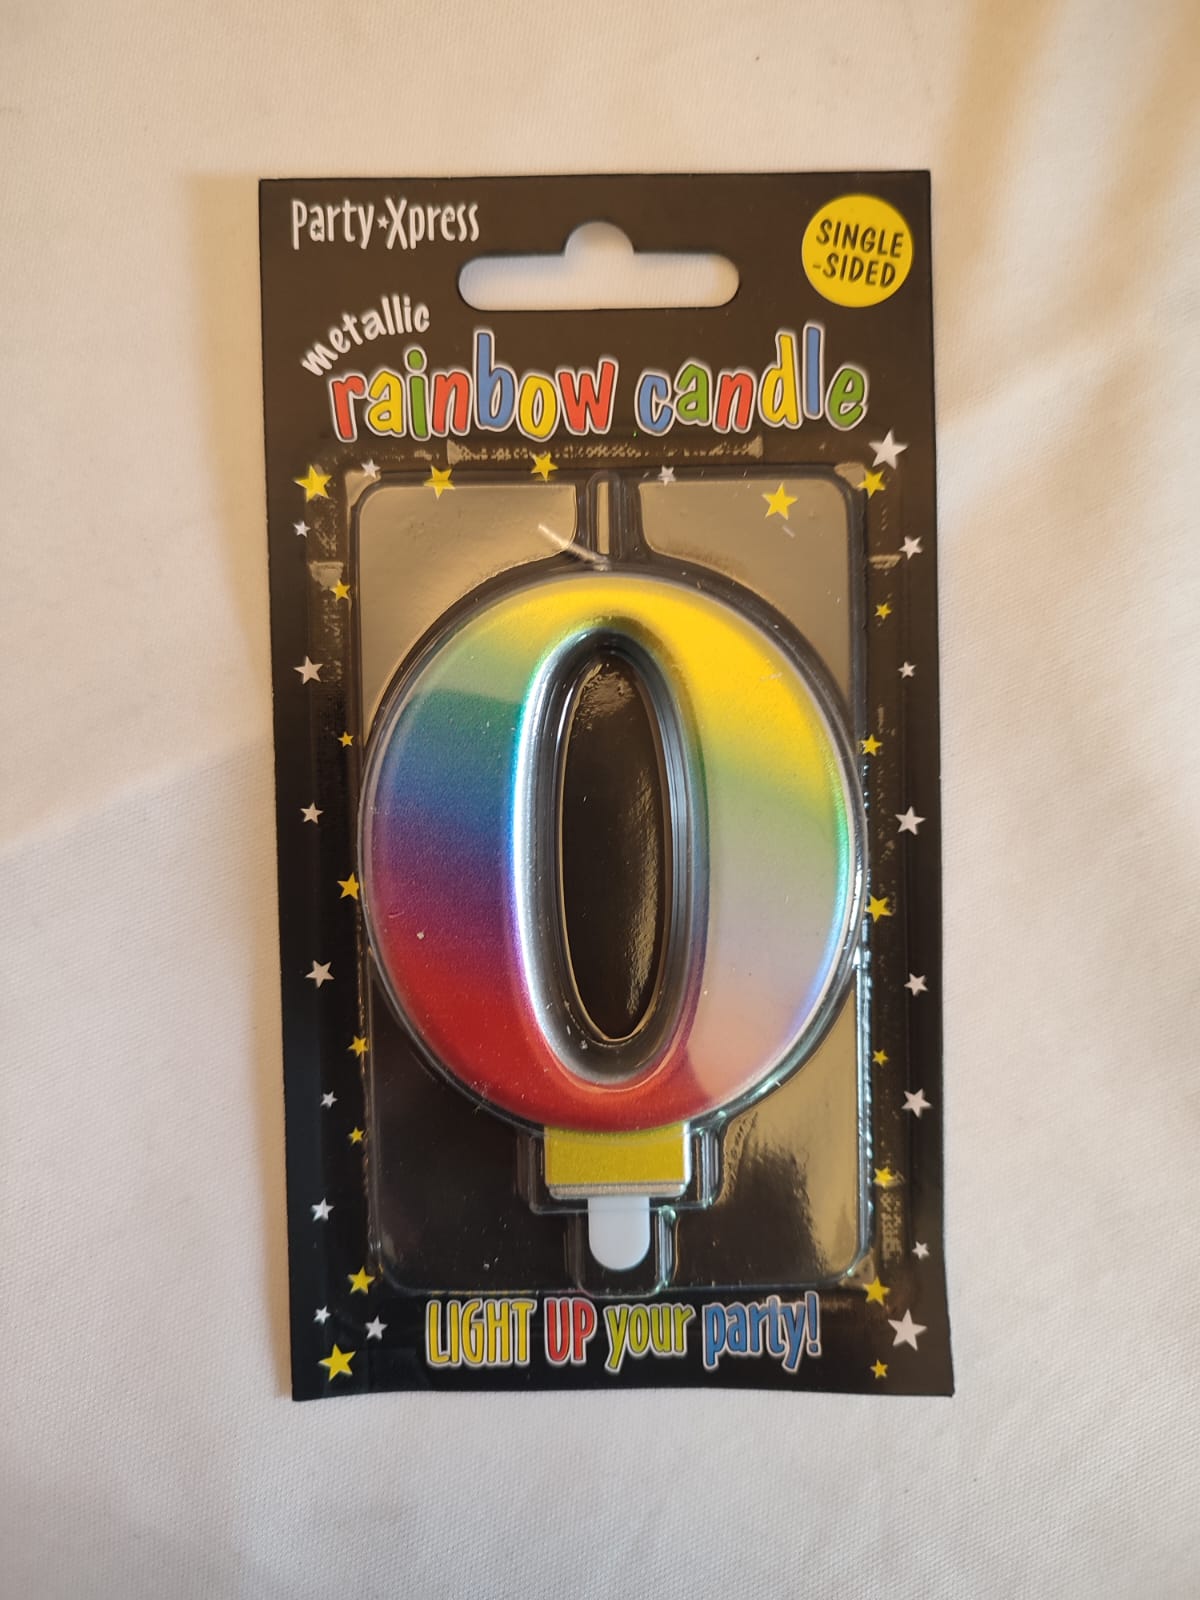 Party★Xpress
SINGLE
-SIDED
metallic
rainbow candle
0
LIGHT UP your party!